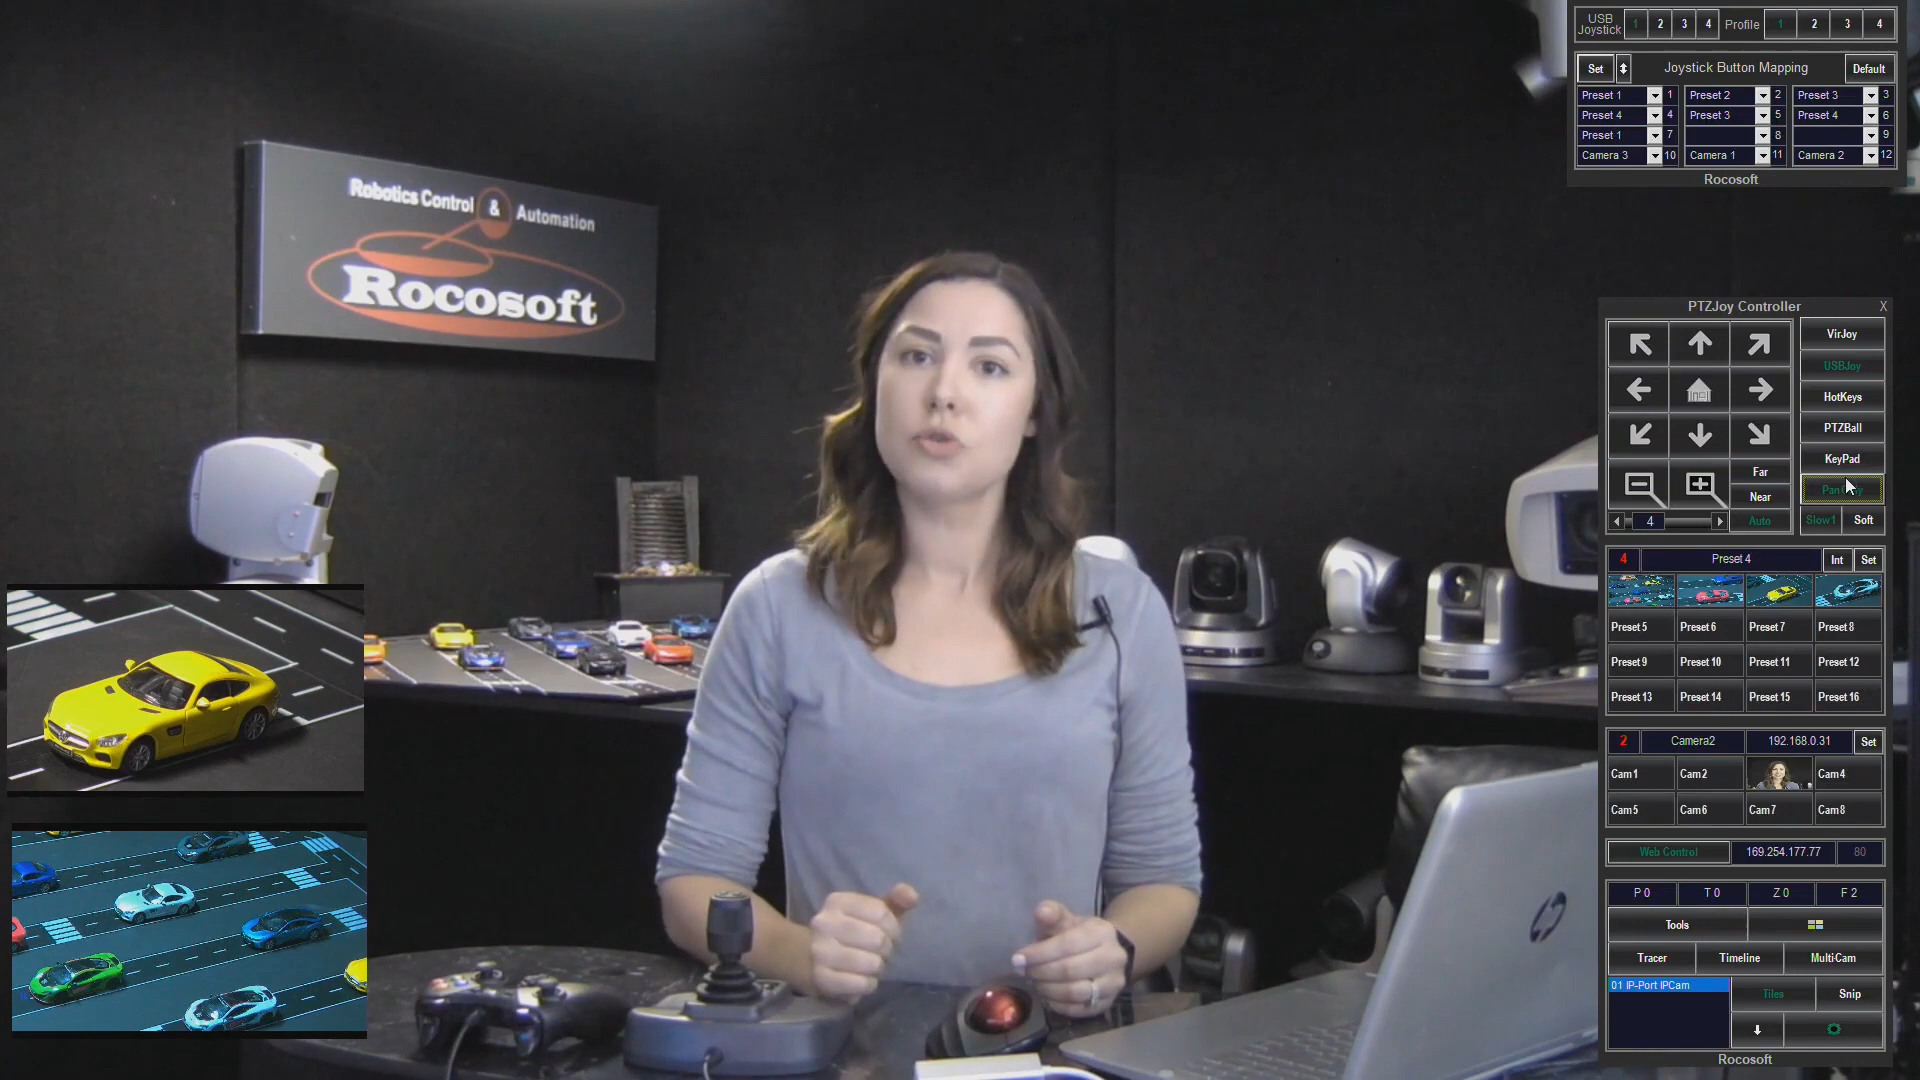 USB Joystick 1 2 3 4 Profile 1 2 3 4
Set Joystick Button Mapping Default
Preset 1 1 Preset 2 2 Preset 3 3
Preset 4 4 Preset 3 5 Preset 4 6
Preset 1 7 8 9
Camera 3 10 Camera 1 11 Camera 2 12
Rocosoft
Robotics Control & Automation
Rocosoft
PTZJoy Controller X
VirJoy
USBJoy
HotKeys
PTZBall
KeyPad
Far
Near
Pan
4 Auto Slow1 Soft
4 Preset 4 Int Set
Preset 5 Preset 6 Preset 7 Preset 8
Preset 9 Preset 10 Preset 11 Preset 12
Preset 13 Preset 14 Preset 15 Preset 16
2 Camera2 192.168.0.31 Set
Cam1 Cam2 Cam4
Cam5 Cam6 Cam7 Cam8
Web Control 169.254.177.77 80
P 0 T 0 Z 0 F 2
Tools
Tracer Timeline Multi-Cam
01 IP-Port IPCam Tiles Snip
Rocosoft
hp